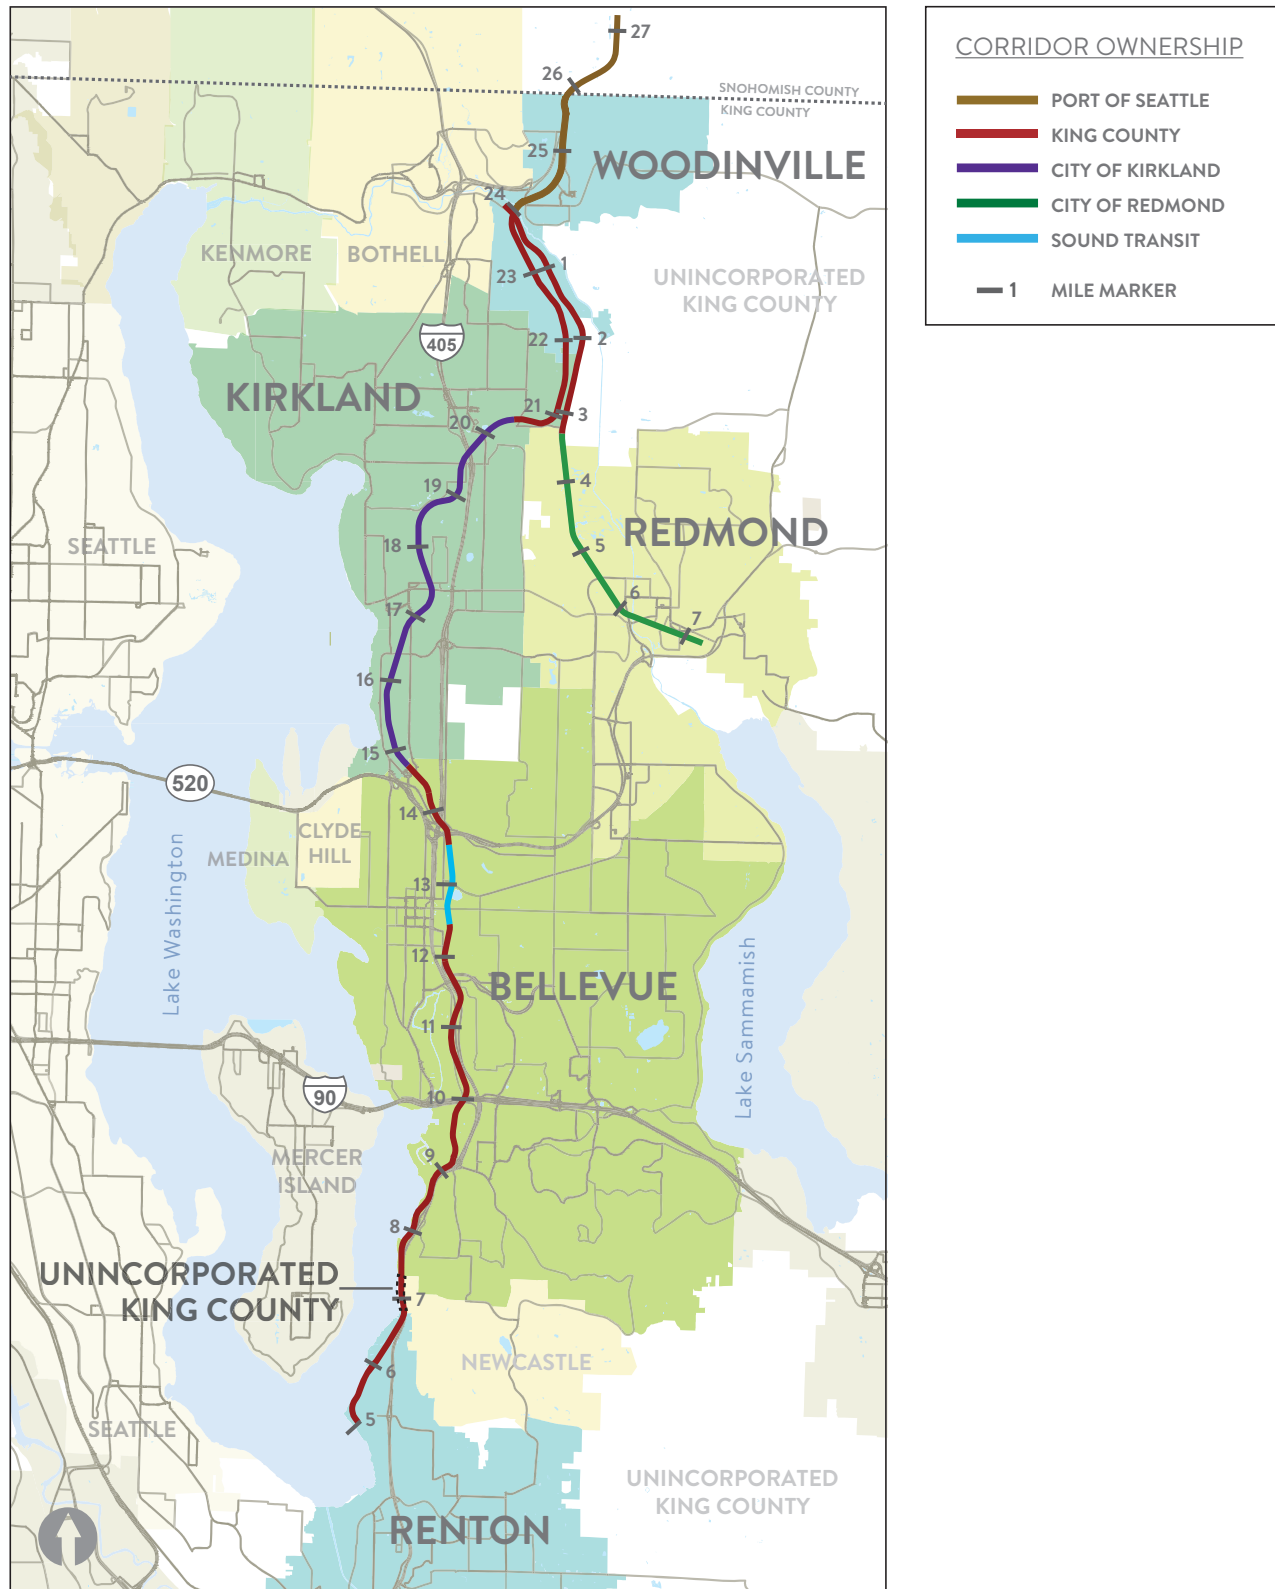 27
26
SNOHOMISH COUNTY
KING COUNTY
25
WOODINVILLE
24
KENMORE
BOTHELL
1
23
UNINCORPORATED
KING COUNTY
405
22
2
KIRKLAND
21
3
20
4
19
REDMOND
SEATTLE
18
5
6
17
7
16
15
520
14
CLYDE
HILL
MEDINA
Lake Washington
13
12
BELLEVUE
Lake Sammamish
11
90
10
MERCER
ISLAND
9
8
UNINCORPORATED
KING COUNTY
7
NEWCASTLE
6
5
SEATTLE
UNINCORPORATED
KING COUNTY
RENTON
CORRIDOR OWNERSHIP
PORT OF SEATTLE
KING COUNTY
CITY OF KIRKLAND
CITY OF REDMOND
SOUND TRANSIT
1 MILE MARKER